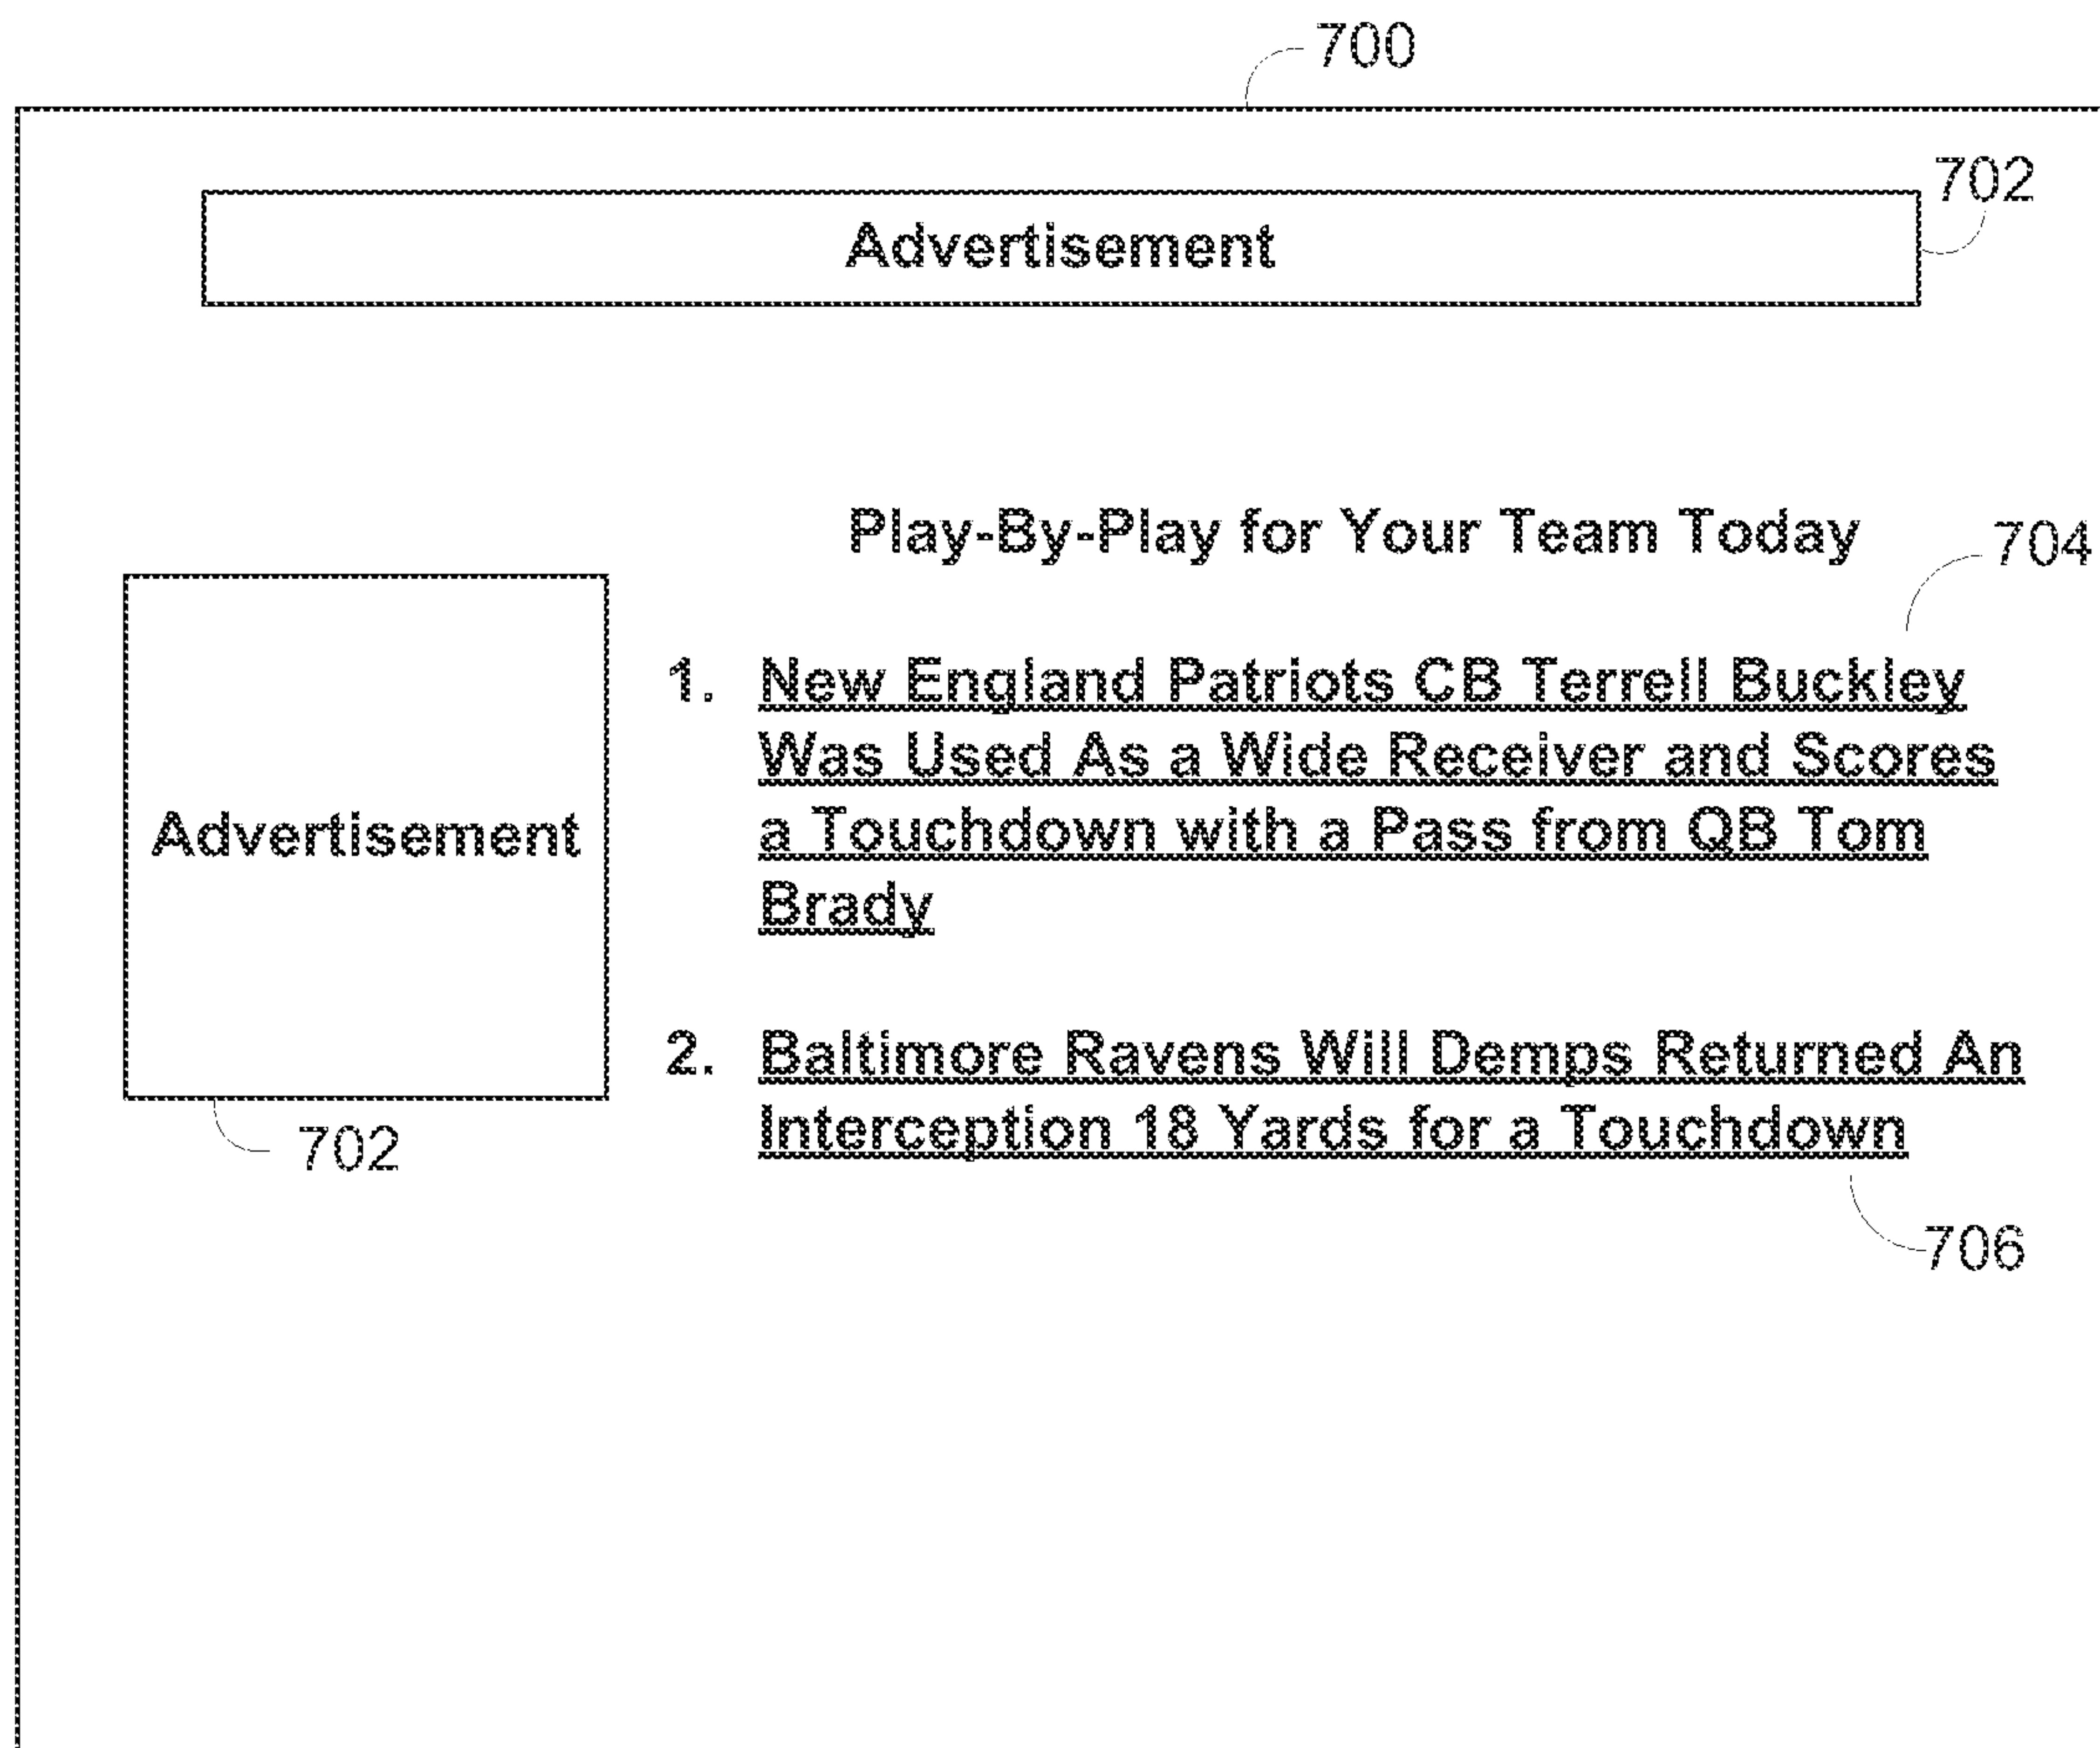 700
702
Advertisement
Play-By-Play for Your Team Today
704
1. New England Patriots CB Terrell Buckley
Was Used As a Wide Receiver and Scores
a Touchdown with a Pass from QB Tom
Brady
Advertisement
702
2. Baltimore Ravens Will Demps Returned An
Interception 18 Yards for a Touchdown
706